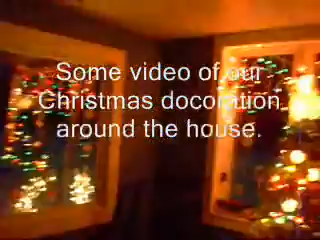 Some video of our
Christmas docoration
around the house.